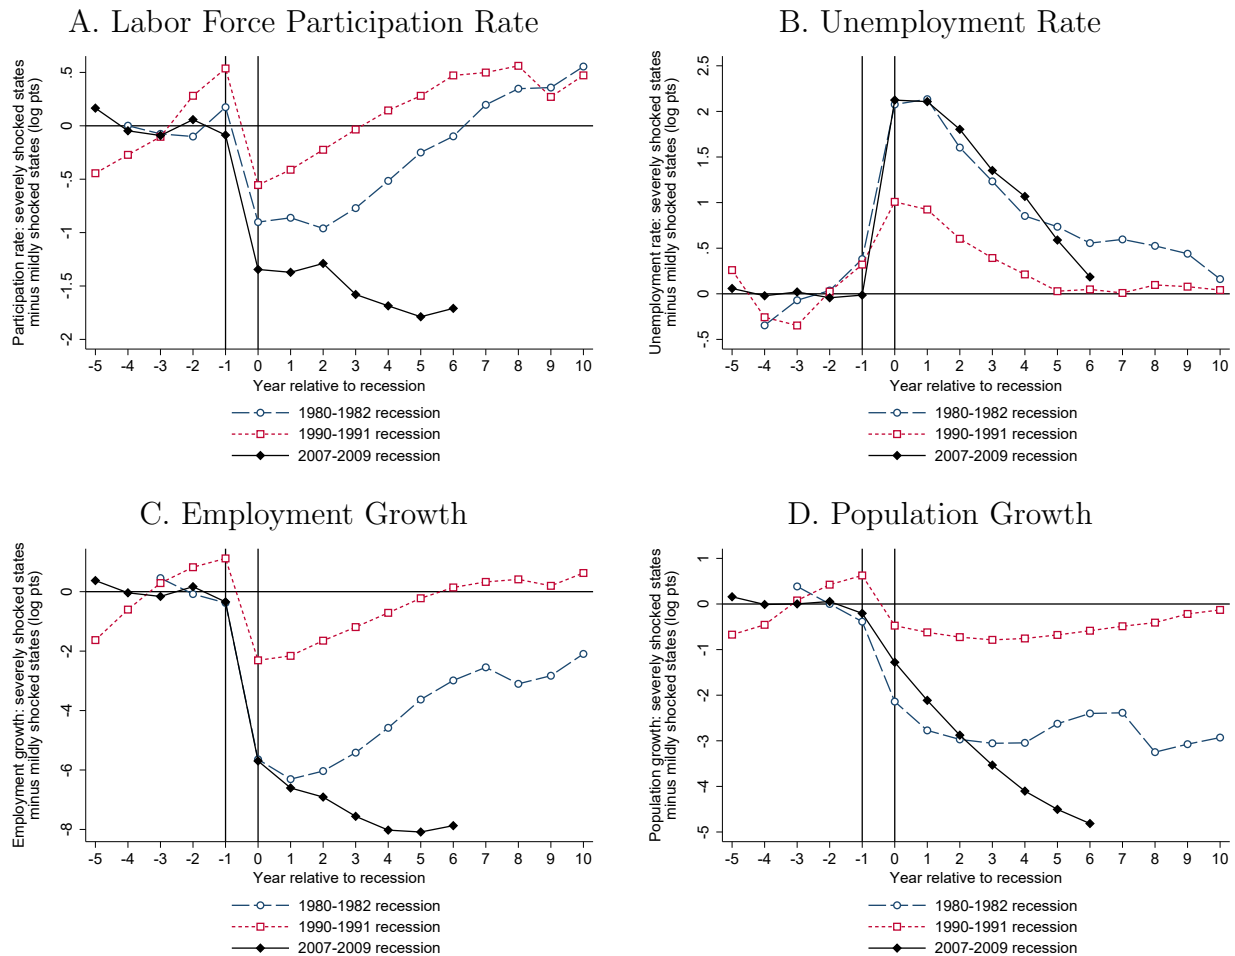 A. Labor Force Participation Rate
Participation rate: severely shocked states
minus mildly shocked states (log pts)
.5
0
-.5
-1
-1.5
-2
-5 -4 -3 -2 -1 0 1 2 3 4 5 6 7 8 9 10
Year relative to recession
1980-1982 recession
1990-1991 recession
2007-2009 recession
B. Unemployment Rate
Unemployment rate: severely shocked states
minus mildly shocked states (log pts)
2.5
2
1.5
1
.5
0
-.5
-5 -4 -3 -2 -1 0 1 2 3 4 5 6 7 8 9 10
Year relative to recession
1980-1982 recession
1990-1991 recession
2007-2009 recession
C. Employment Growth
Employment growth: severely shocked states
minus mildly shocked states (log pts)
0
-2
-4
-6
-8
-5 -4 -3 -2 -1 0 1 2 3 4 5 6 7 8 9 10
Year relative to recession
1980-1982 recession
1990-1991 recession
2007-2009 recession
D. Population Growth
Population growth: severely shocked states
minus mildly shocked states (log pts)
1
0
-1
-2
-3
-4
-5
-5 -4 -3 -2 -1 0 1 2 3 4 5 6 7 8 9 10
Year relative to recession
1980-1982 recession
1990-1991 recession
2007-2009 recession